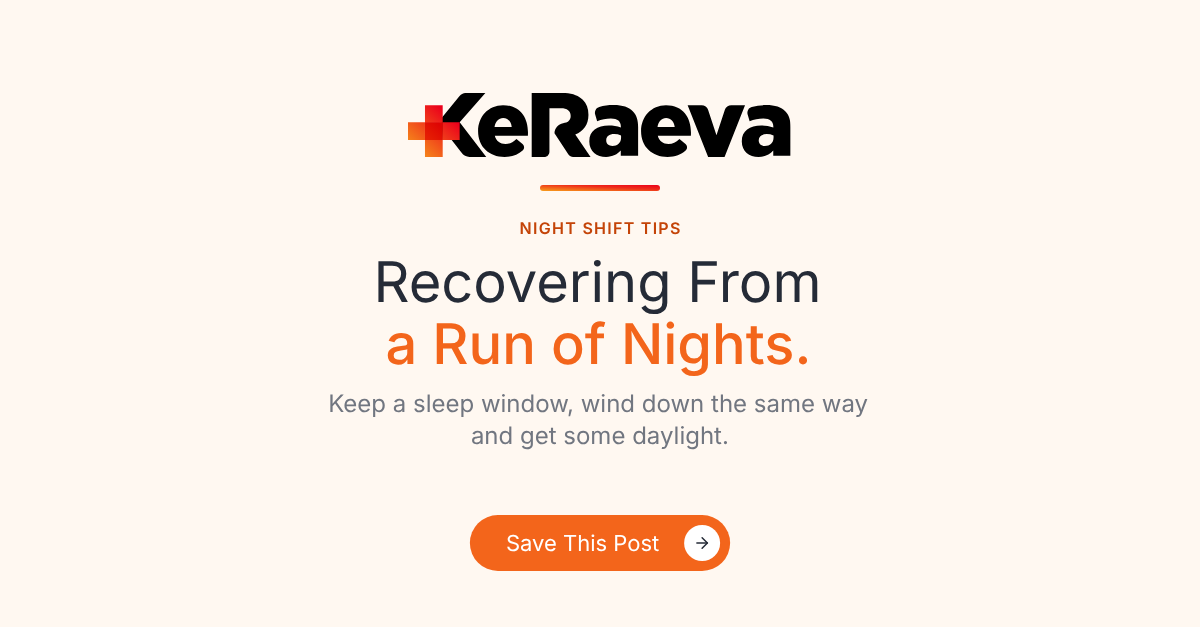 KeRaeva
NIGHT SHIFT TIPS
Recovering From
a Run of Nights.
Keep a sleep window, wind down the same way
and get some daylight.
Save This Post